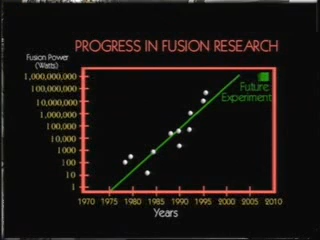 PROGRESS IN FUSION RESEARCH
Fusion Power
(Watts)
1,000,000,000
100,000,000
10,000,000
1,000,000
100,000
10,000
1000
100
10
1
Future
Experiment
1970 1975 1980 1985 1990 1995 2000 2005 2010
Years